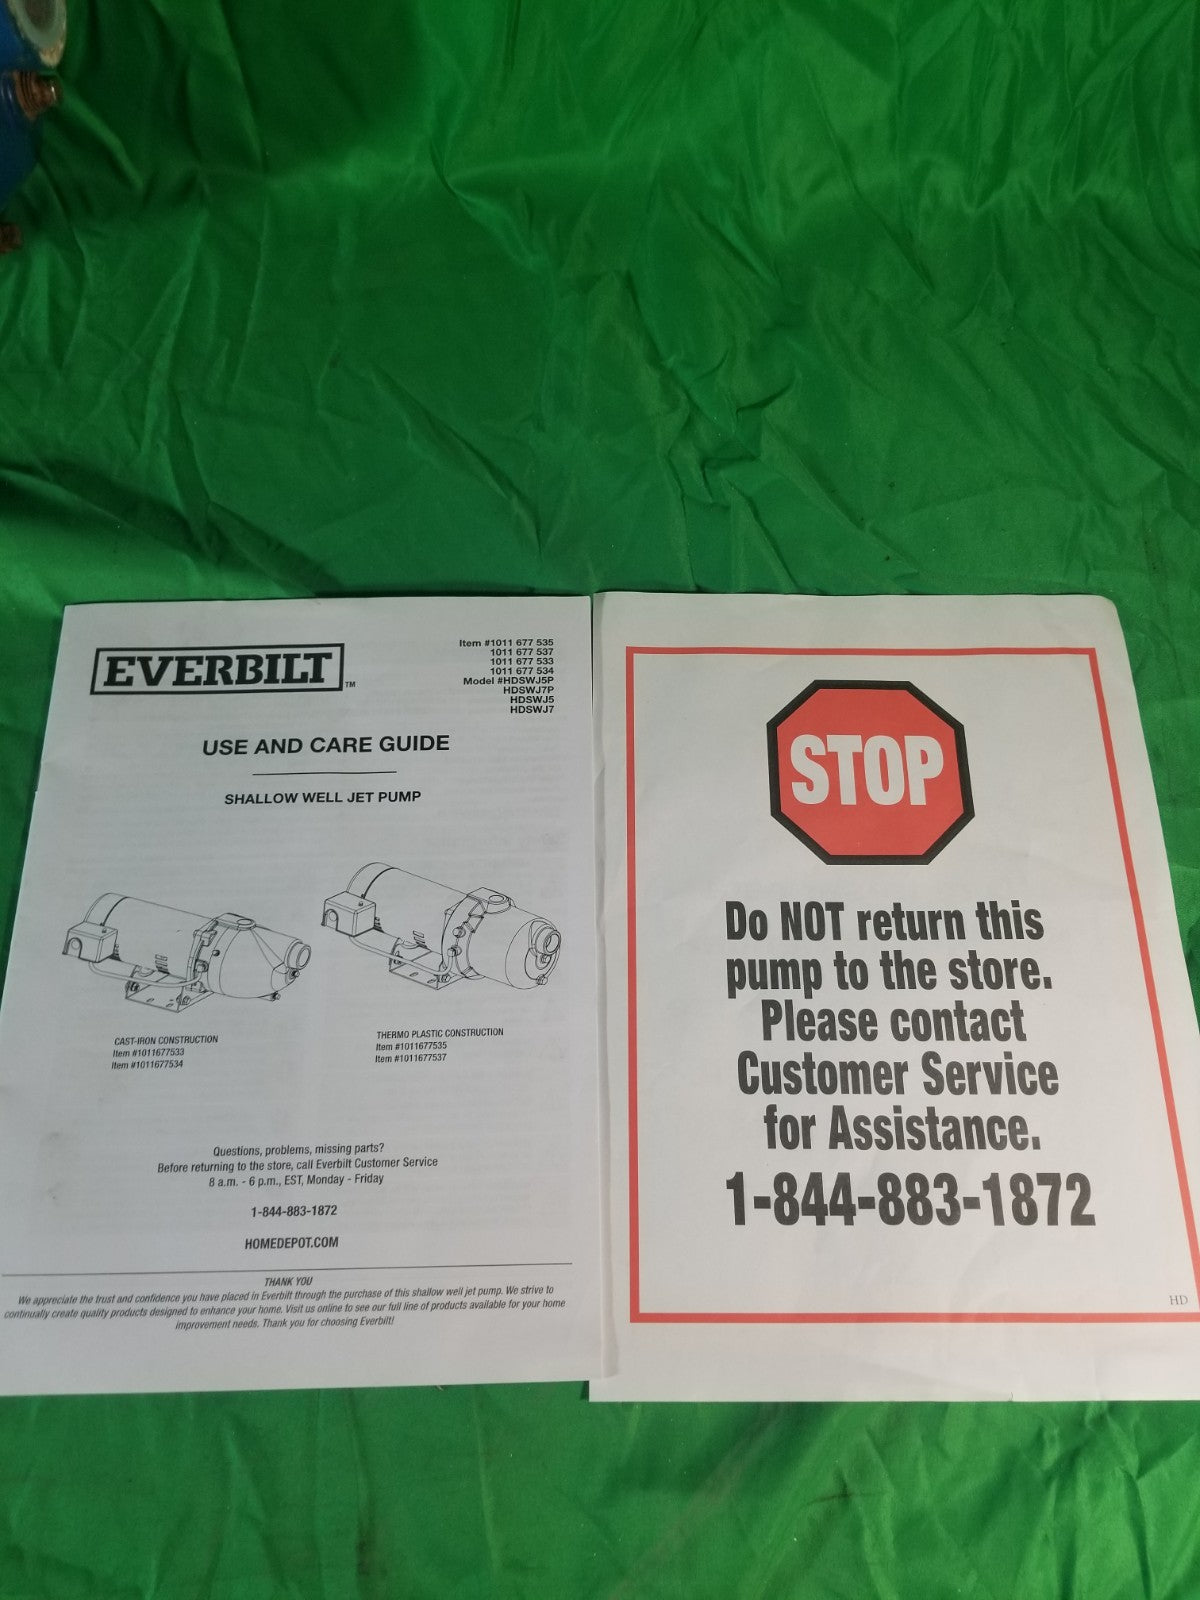 EVERBILT
TM
Item #1011 677 535
1011 677 537
1011 677 533
1011 677 534
Model #HDSWJ5P
HDSWJ7P
HDSWJ5
HDSWJ7
USE AND CARE GUIDE
SHALLOW WELL JET PUMP
CAST-IRON CONSTRUCTION
Item #1011677533
Item #1011677534
THERMO PLASTIC CONSTRUCTION
Item #1011677535
Item #1011677537
Questions, problems, missing parts?
Before returning to the store, call Everbilt Customer Service
8 a.m. - 6 p.m., EST, Monday - Friday
1-844-883-1872
HOMEDEPOT.COM
THANK YOU
We appreciate the trust and confidence you have placed in Everbilt through the purchase of this shallow well jet pump. We strive to
continually create quality products designed to enhance your home. Visit us online to see our full line of products available for your home
improvement needs. Thank you for choosing Everbilt!
STOP
Do NOT return this
pump to the store.
Please contact
Customer Service
for Assistance.
1-844-883-1872
HD